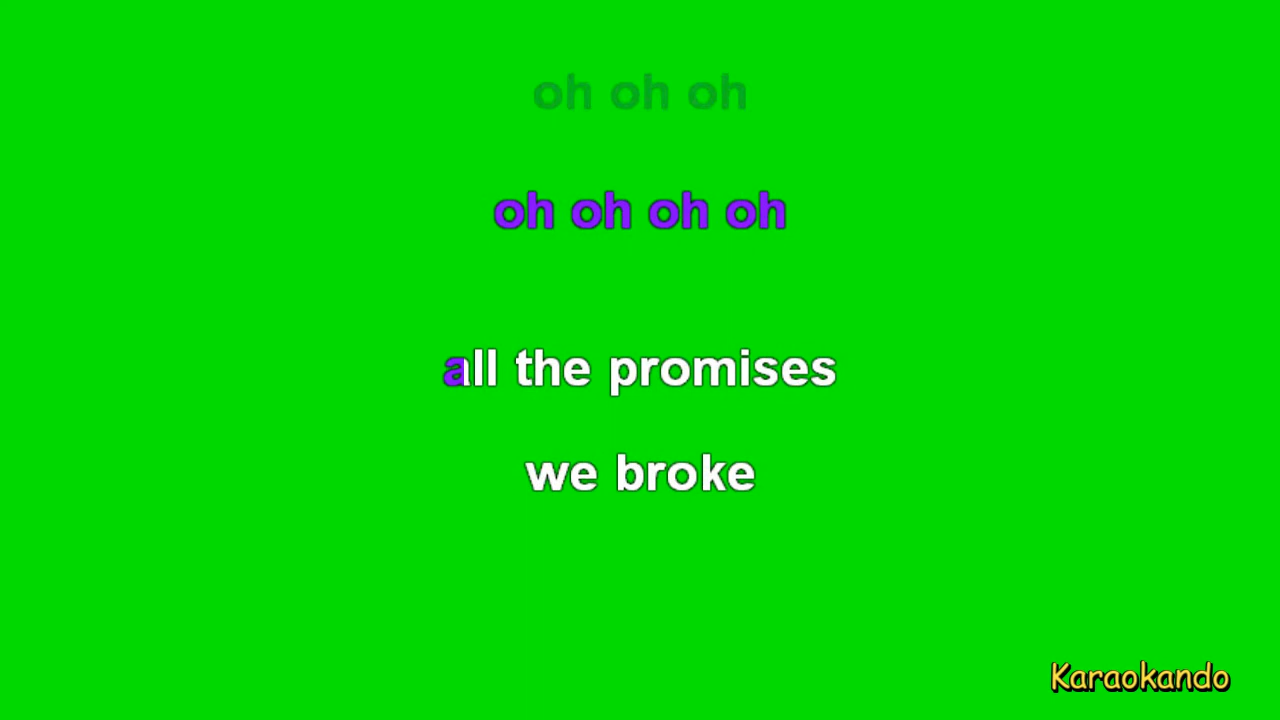 oh oh oh
oh oh oh oh
all the promises
we broke
Karaokando